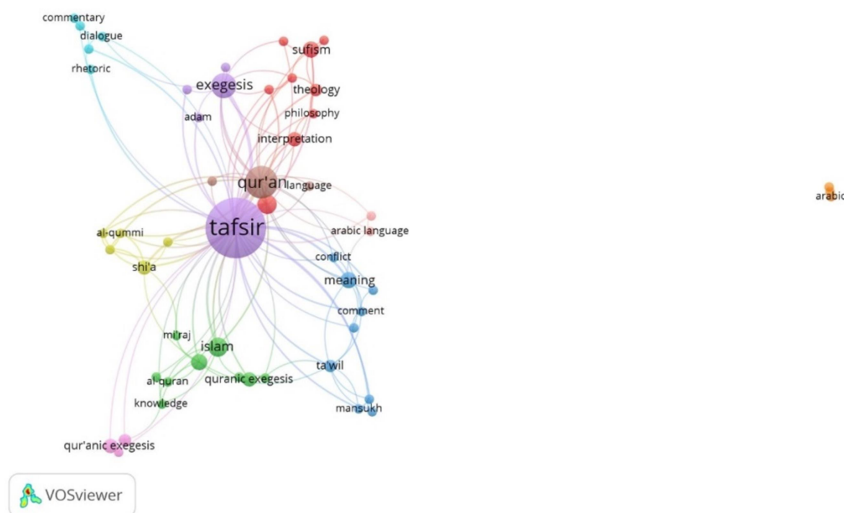 commentary
dialogue
rhetoric
sufism
exegesis
theology
adam
philosophy
interpretation
qur'an
language
arabic
tafsir
al-qummi
arabic language
conflict
shi'a
meaning
comment
mi'raj
islam
ta'wil
al quran
quranic exegesis
knowledge
mansukh
qur'anic exegesis
VOSviewer